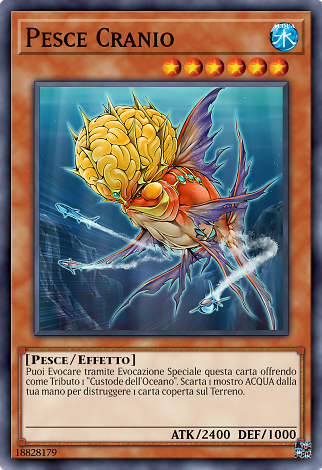 Pesce Cranio
ACQUA
水
[Pesce/Effetto]
Puoi Evocare tramite Evocazione Speciale questa carta offrendo
come Tributo 1 "Custode dell'Oceano". Scarta 1 mostro ACQUA dalla
tua mano per distruggere 1 carta coperta sul Terreno.
ATK/2400 DEF/1000
18828179